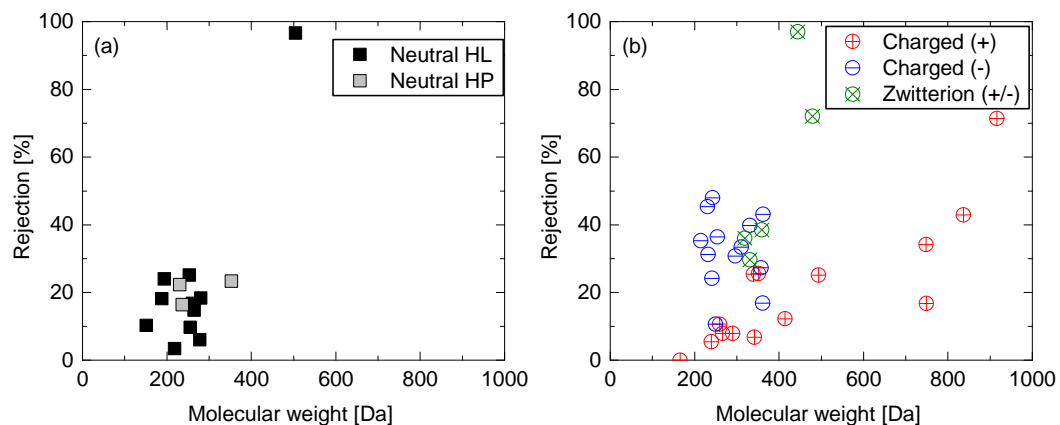 (a)
Neutral HL
Neutral HP
100
80
60
40
20
0
Rejection [%]
0 200 400 600 800 1000
Molecular weight [Da]
(b)
Charged (+)
Charged (-)
Zwitterion (+/-)
100
80
60
40
20
0
Rejection [%]
0 200 400 600 800 1000
Molecular weight [Da]